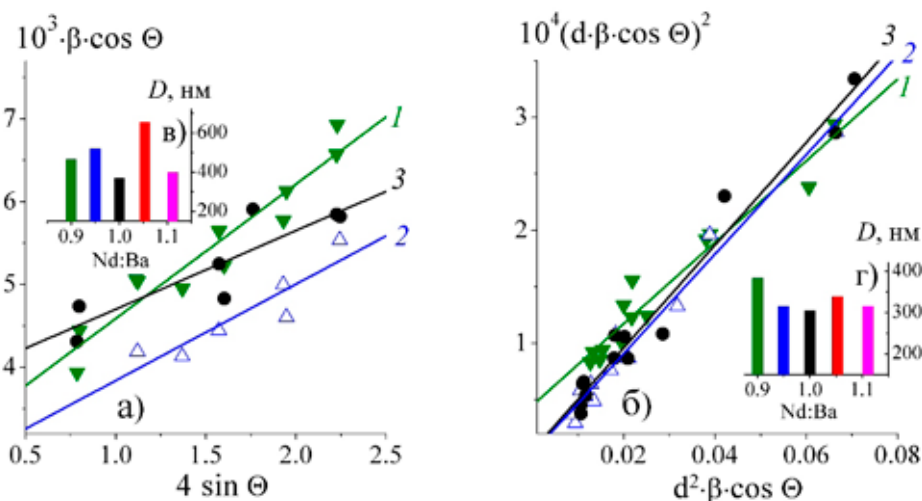 10³·β·cos Θ
7
6
5
4
0.5 1.0 1.5 2.0 2.5
4 sin Θ
а)
1
3
2
D, нм
в)
600
400
200
0.9 1.0 1.1
Nd:Ba
10⁴(d·β·cos Θ)²
3
2
1
3
2
1
0.02 0.04 0.06 0.08
d²·β·cos Θ
б)
D, нм
г)
400
300
200
0.9 1.0 1.1
Nd:Ba